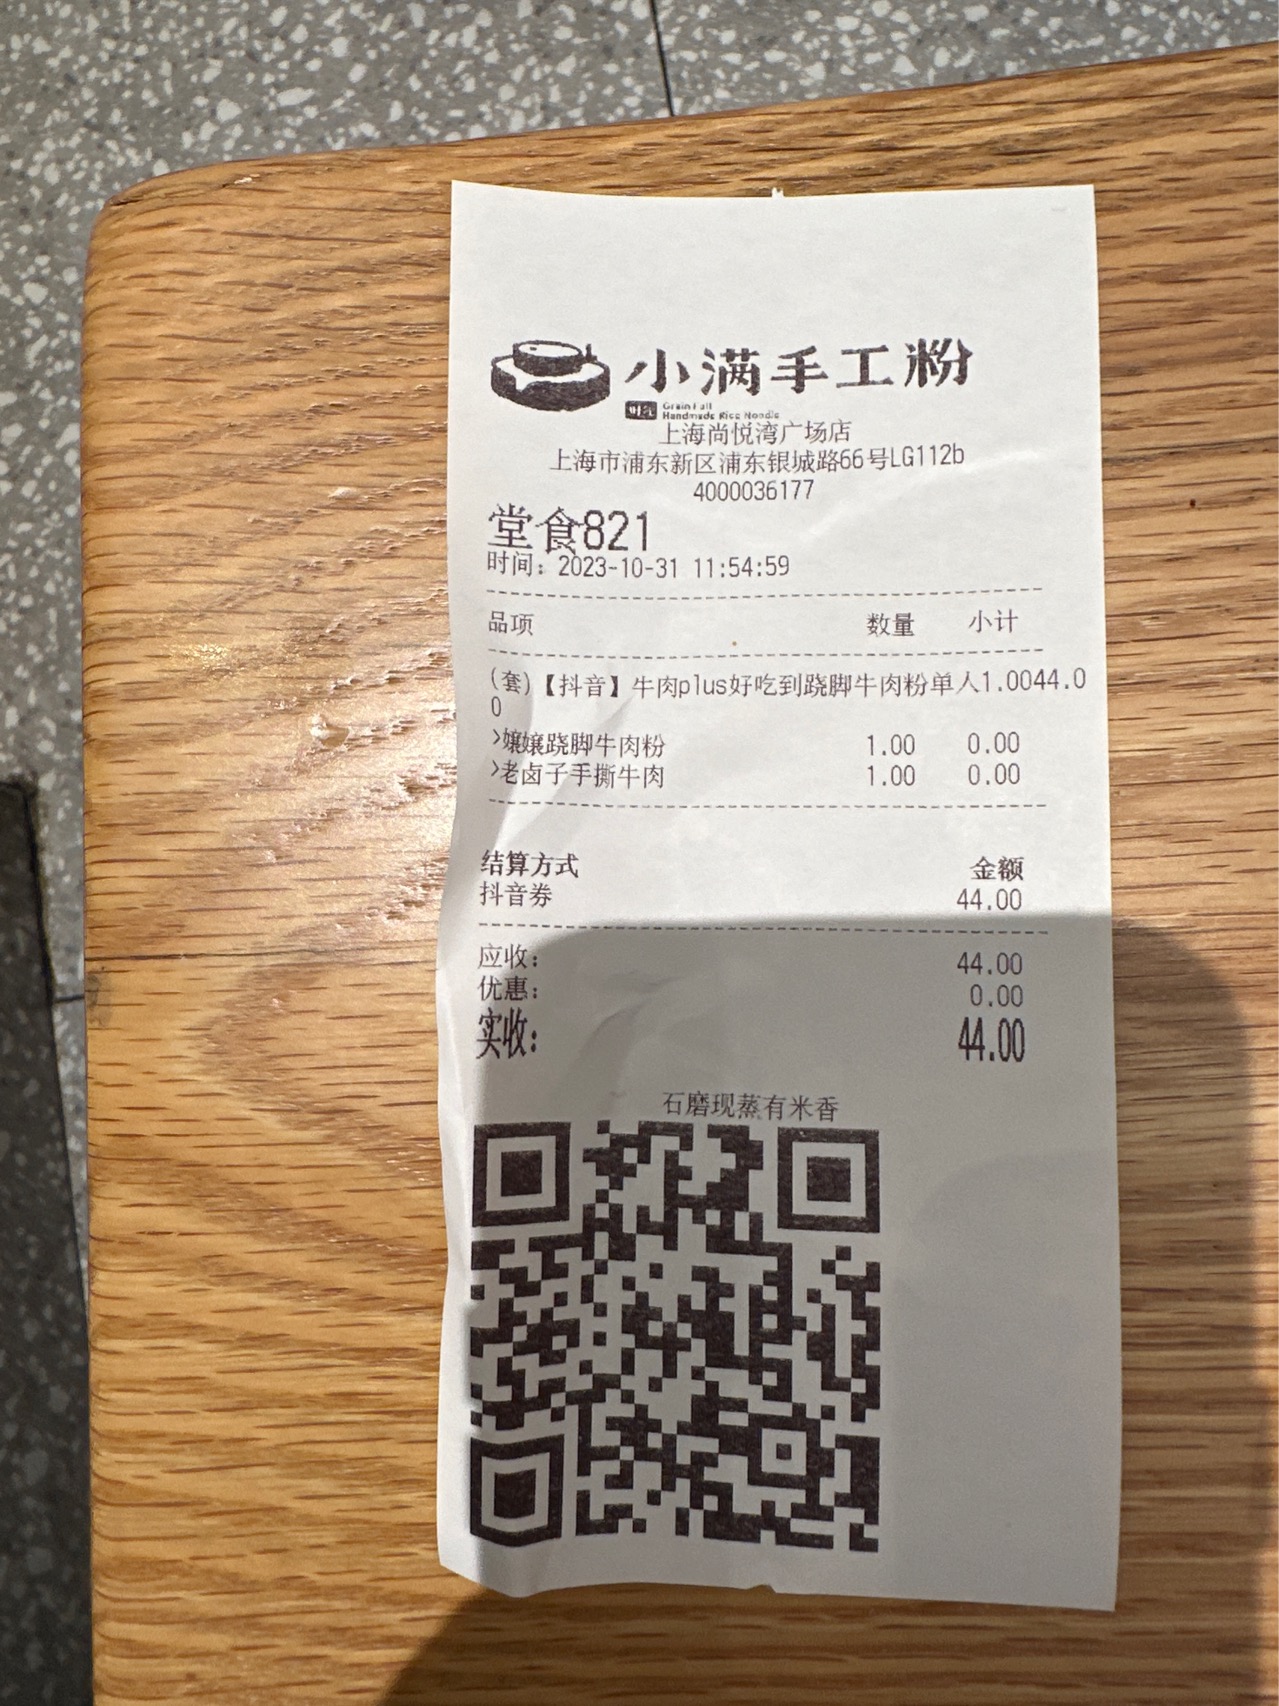 小满手工粉
时气 Grain Full
Handmade Rice Noodle
上海尚悦湾广场店
上海市浦东新区浦东银城路66号LG112b
4000036177
堂食821
时间：2023-10-31 11:54:59
品项 数量 小计
(套)【抖音】牛肉plus好吃到跷脚牛肉粉单人1.0044.0
0
>孃孃跷脚牛肉粉 1.00 0.00
>老卤子手撕牛肉 1.00 0.00
结算方式 金额
抖音券 44.00
应收： 44.00
优惠： 0.00
实收： 44.00
石磨现蒸有米香